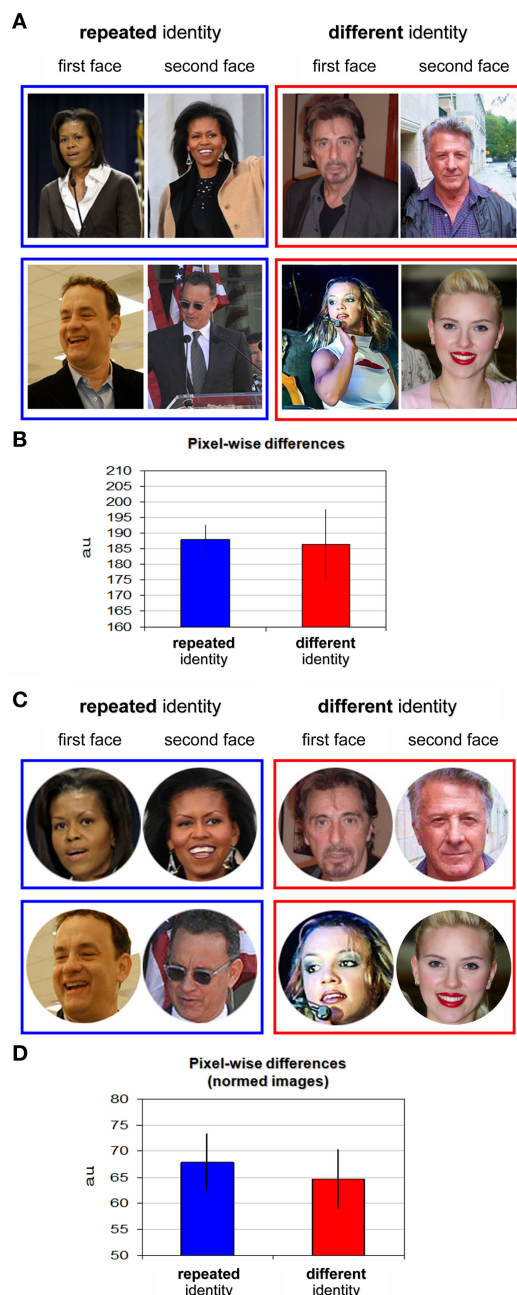 A
repeated identity
different identity
first face
second face
first face
second face
B
Pixel-wise differences
210
205
200
195
190
185
180
175
170
165
160
au
repeated
identity
different
identity
C
repeated identity
different identity
first face
second face
first face
second face
D
Pixel-wise differences
(normed images)
80
75
70
65
60
55
50
au
repeated
identity
different
identity